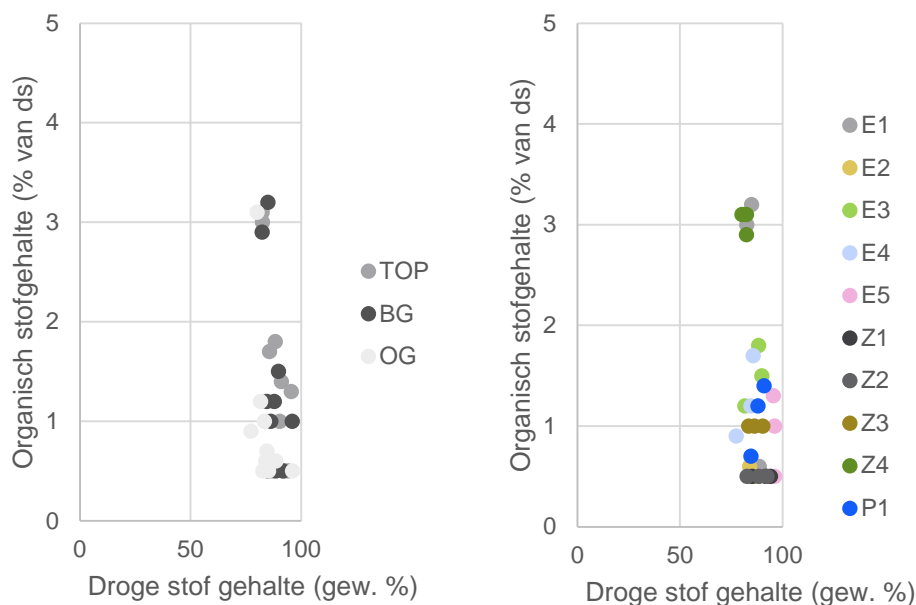 Organisch stofgehalte (% van ds)
5
4
3
2
1
0
0
50
100
Droge stof gehalte (gew. %)
TOP
BG
OG
Organisch stofgehalte (% van ds)
5
4
3
2
1
0
0
50
100
Droge stof gehalte (gew. %)
E1
E2
E3
E4
E5
Z1
Z2
Z3
Z4
P1